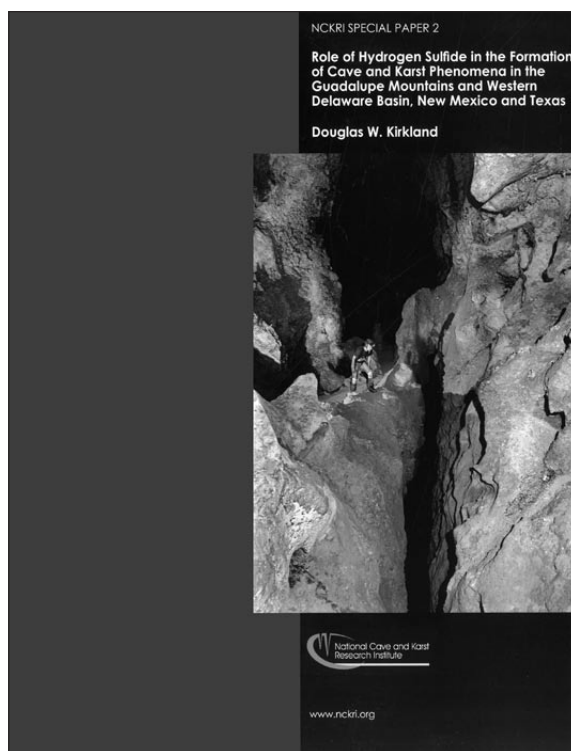 NCKRI SPECIAL PAPER 2
Role of Hydrogen Sulfide in the Formation
of Cave and Karst Phenomena in the
Guadalupe Mountains and Western
Delaware Basin, New Mexico and Texas
Douglas W. Kirkland
National Cave and Karst
Research Institute
www.nckri.org